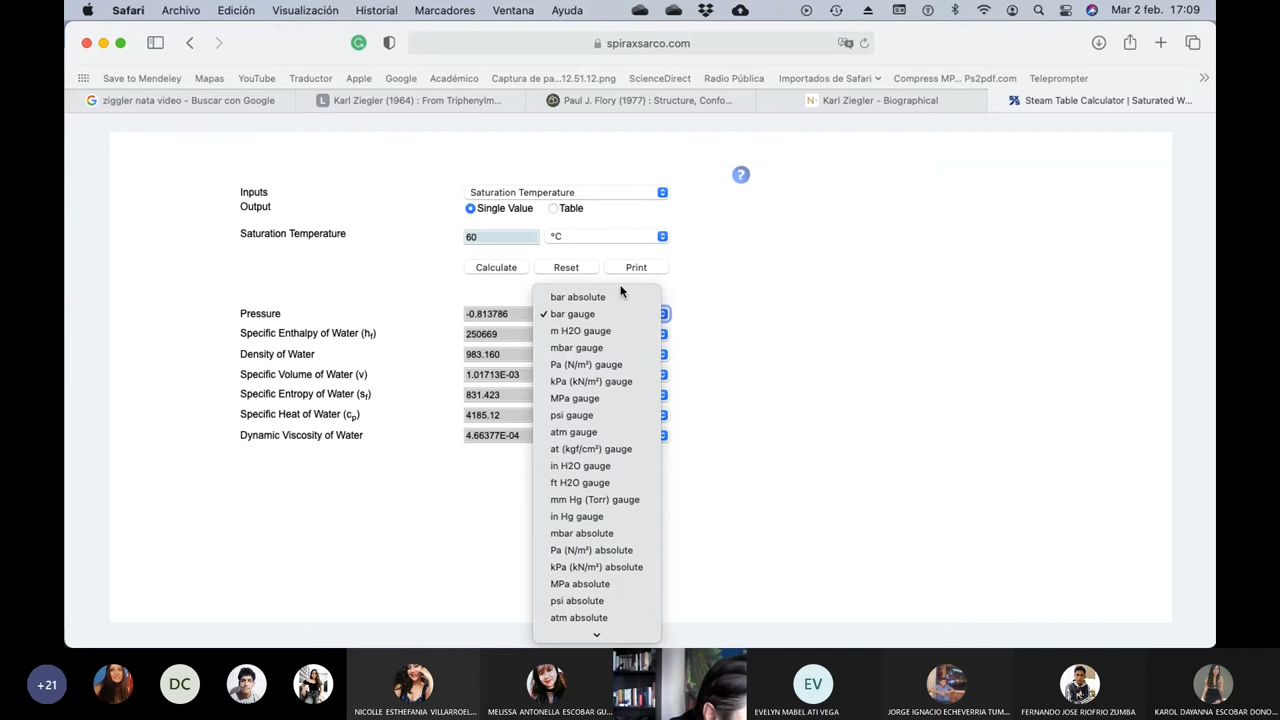 Safari Archivo Edición Visualización Historial Marcadores Ventana Ayuda Mar 2 feb. 17:09
spiraxsarco.com
Save to Mendeley Mapas YouTube Traductor Apple Google Académico Captura de pa...12.51.12.png ScienceDirect Radio Pública Importados de Safari Compress MP... Ps2pdf.com Teleprompter
ziggler nata video - Buscar con Google Karl Ziegler (1964) : From Triphenylm... Paul J. Flory (1977) : Structure, Confo... Karl Ziegler - Biographical Steam Table Calculator | Saturated W...
?
Inputs Saturation Temperature
Output Single Value Table
Saturation Temperature 60 °C
Calculate Reset Print
Pressure -0.813786
Specific Enthalpy of Water (hf) 250669
Density of Water 983.160
Specific Volume of Water (v) 1.01713E-03
Specific Entropy of Water (sf) 831.423
Specific Heat of Water (cp) 4185.12
Dynamic Viscosity of Water 4.66377E-04
bar absolute
✓ bar gauge
m H2O gauge
mbar gauge
Pa (N/m²) gauge
kPa (kN/m²) gauge
MPa gauge
psi gauge
atm gauge
at (kgf/cm²) gauge
in H2O gauge
ft H2O gauge
mm Hg (Torr) gauge
in Hg gauge
mbar absolute
Pa (N/m²) absolute
kPa (kN/m²) absolute
MPa absolute
psi absolute
atm absolute
+21 DC EV
NICOLLE ESTHEFANIA VILLARROEL... MELISSA ANTONELLA ESCOBAR GU... EVELYN MABEL ATI VEGA JORGE IGNACIO ECHEVERRIA TUM... FERNANDO JOSE RIOFRIO ZUMBA KAROL DAYANNA ESCOBAR DONO...